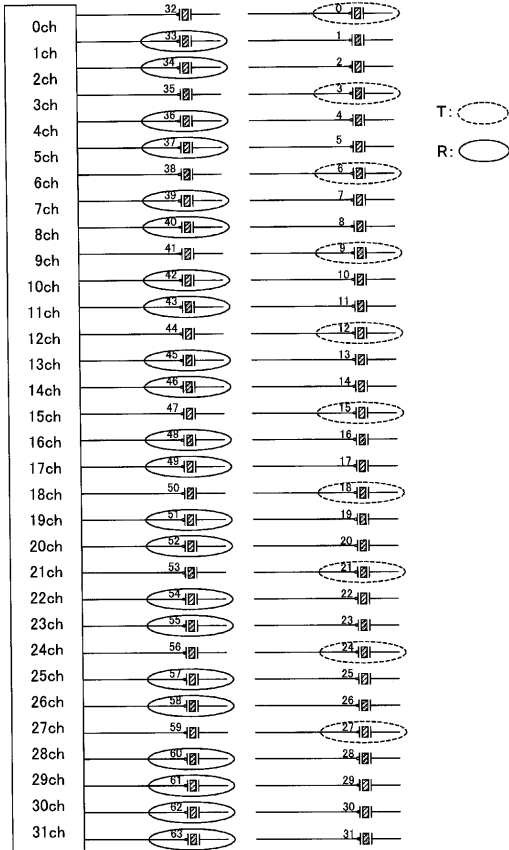 32 0
0ch
33 1
1ch
34 2
2ch
35 3
3ch
36 4
4ch
37 5
5ch
38 6
6ch
39 7
7ch
40 8
8ch
41 9
9ch
42 10
10ch
43 11
11ch
44 12
12ch
45 13
13ch
46 14
14ch
47 15
15ch
48 16
16ch
49 17
17ch
50 18
18ch
51 19
19ch
52 20
20ch
53 21
21ch
54 22
22ch
55 23
23ch
56 24
24ch
57 25
25ch
58 26
26ch
59 27
27ch
60 28
28ch
61 29
29ch
62 30
30ch
63 31
31ch
T:
R: